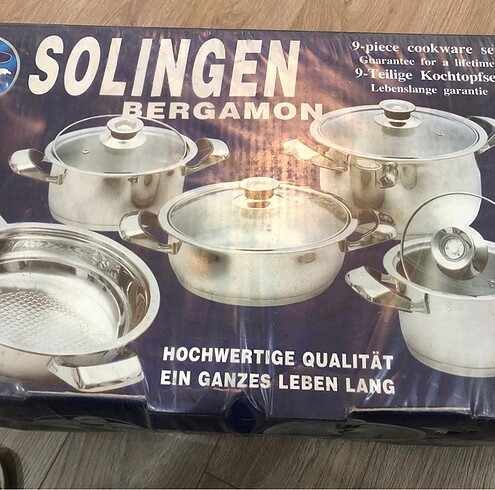 SOLINGEN
BERGAMON
9-piece cookware se
Guarantee for a lifetime
9-Teilige Kochtopfse
Lebenslange garantie
HOCHWERTIGE QUALITÄT
EIN GANZES LEBEN LANG